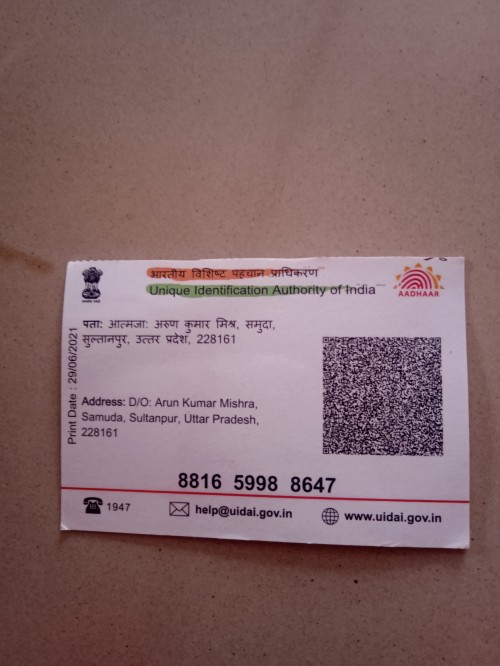 भारतीय विशिष्ट पहचान प्राधिकरण
Unique Identification Authority of India
AADHAAR
पता: आत्मजा: अरुण कुमार मिश्र, समुदा,
सुल्तानपुर, उत्तर प्रदेश, 228161
Print Date : 29/06/2021
Address: D/O: Arun Kumar Mishra,
Samuda, Sultanpur, Uttar Pradesh,
228161
8816 5998 8647
1947
help@uidai.gov.in
www.uidai.gov.in